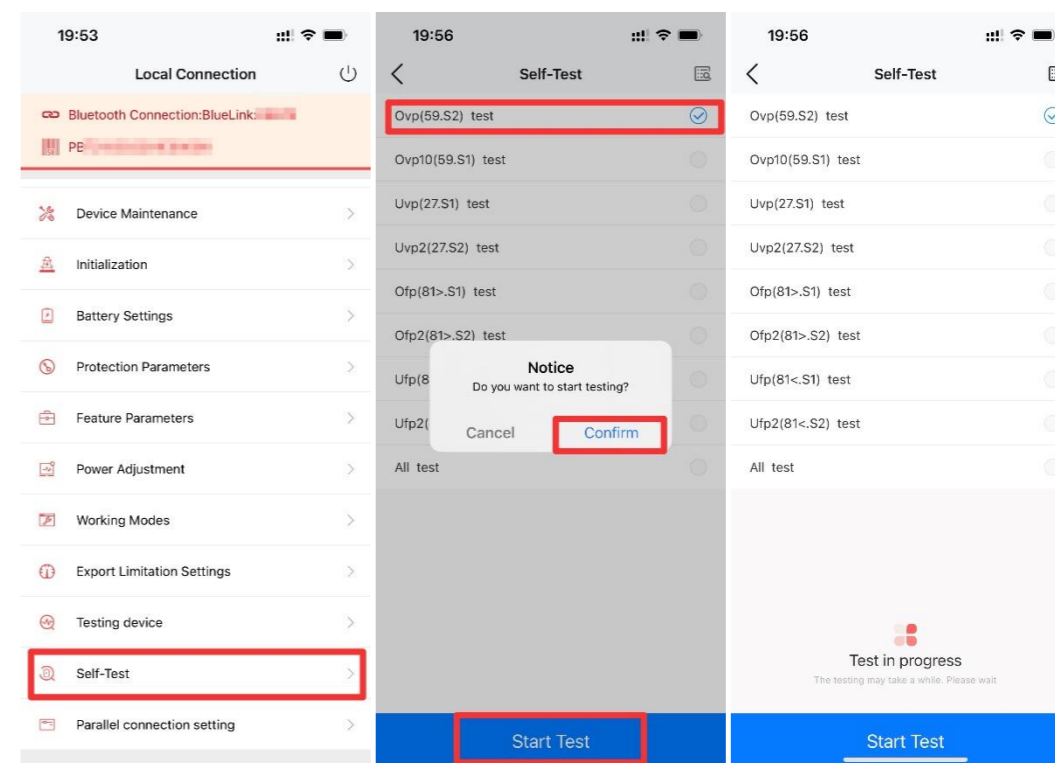 19:53
Local Connection
Bluetooth Connection:BlueLink:
PB
Device Maintenance
Initialization
Battery Settings
Protection Parameters
Feature Parameters
Power Adjustment
Working Modes
Export Limitation Settings
Testing device
Self-Test
Parallel connection setting
19:56
Self-Test
Ovp(59.S2) test
Ovp10(59.S1) test
Uvp(27.S1) test
Uvp2(27.S2) test
Ofp(81>.S1) test
Ofp2(81>.S2) test
Ufp(8
Ufp2(
All test
Notice
Do you want to start testing?
Cancel
Confirm
Start Test
19:56
Self-Test
Ovp(59.S2) test
Ovp10(59.S1) test
Uvp(27.S1) test
Uvp2(27.S2) test
Ofp(81>.S1) test
Ofp2(81>.S2) test
Ufp(81<.S1) test
Ufp2(81<.S2) test
All test
Test in progress
The testing may take a while. Please wait
Start Test